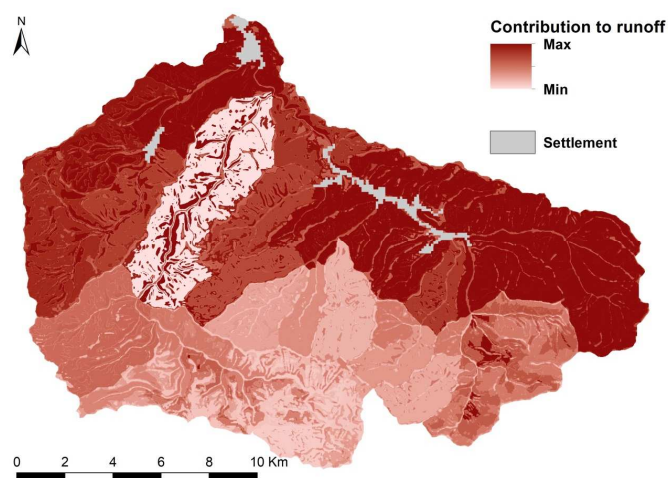 N
Contribution to runoff
Max
Min
Settlement
0 2 4 6 8 10 Km